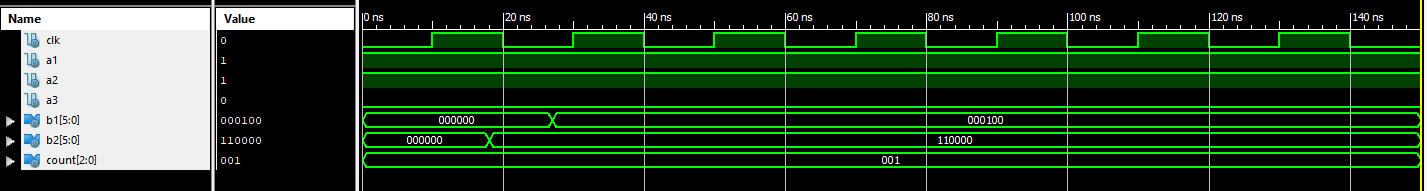 Name Value 0 ns 20 ns 40 ns 60 ns 80 ns 100 ns 120 ns 140 ns
clk 0
a1 1
a2 1
a3 0
b1[5:0] 000100 000000 000100
b2[5:0] 110000 000000 110000
count[2:0] 001 001